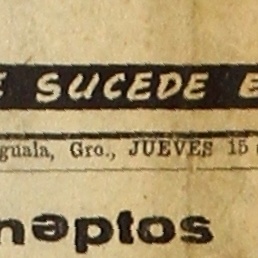 E SUCEDE E
guala, Gro., JUEVES 15
neptos